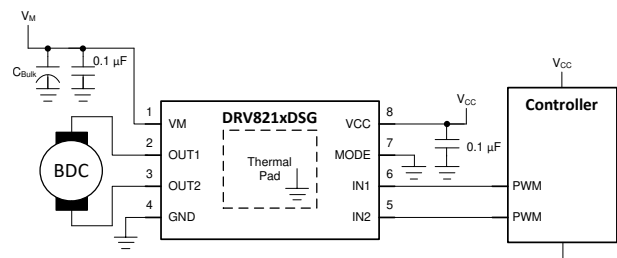 VM
CBulk
0.1 µF
BDC
DRV821xDSG
Thermal
Pad
1
VM
2
OUT1
3
OUT2
4
GND
8
VCC
7
MODE
6
IN1
5
IN2
VCC
0.1 µF
VCC
Controller
PWM
PWM